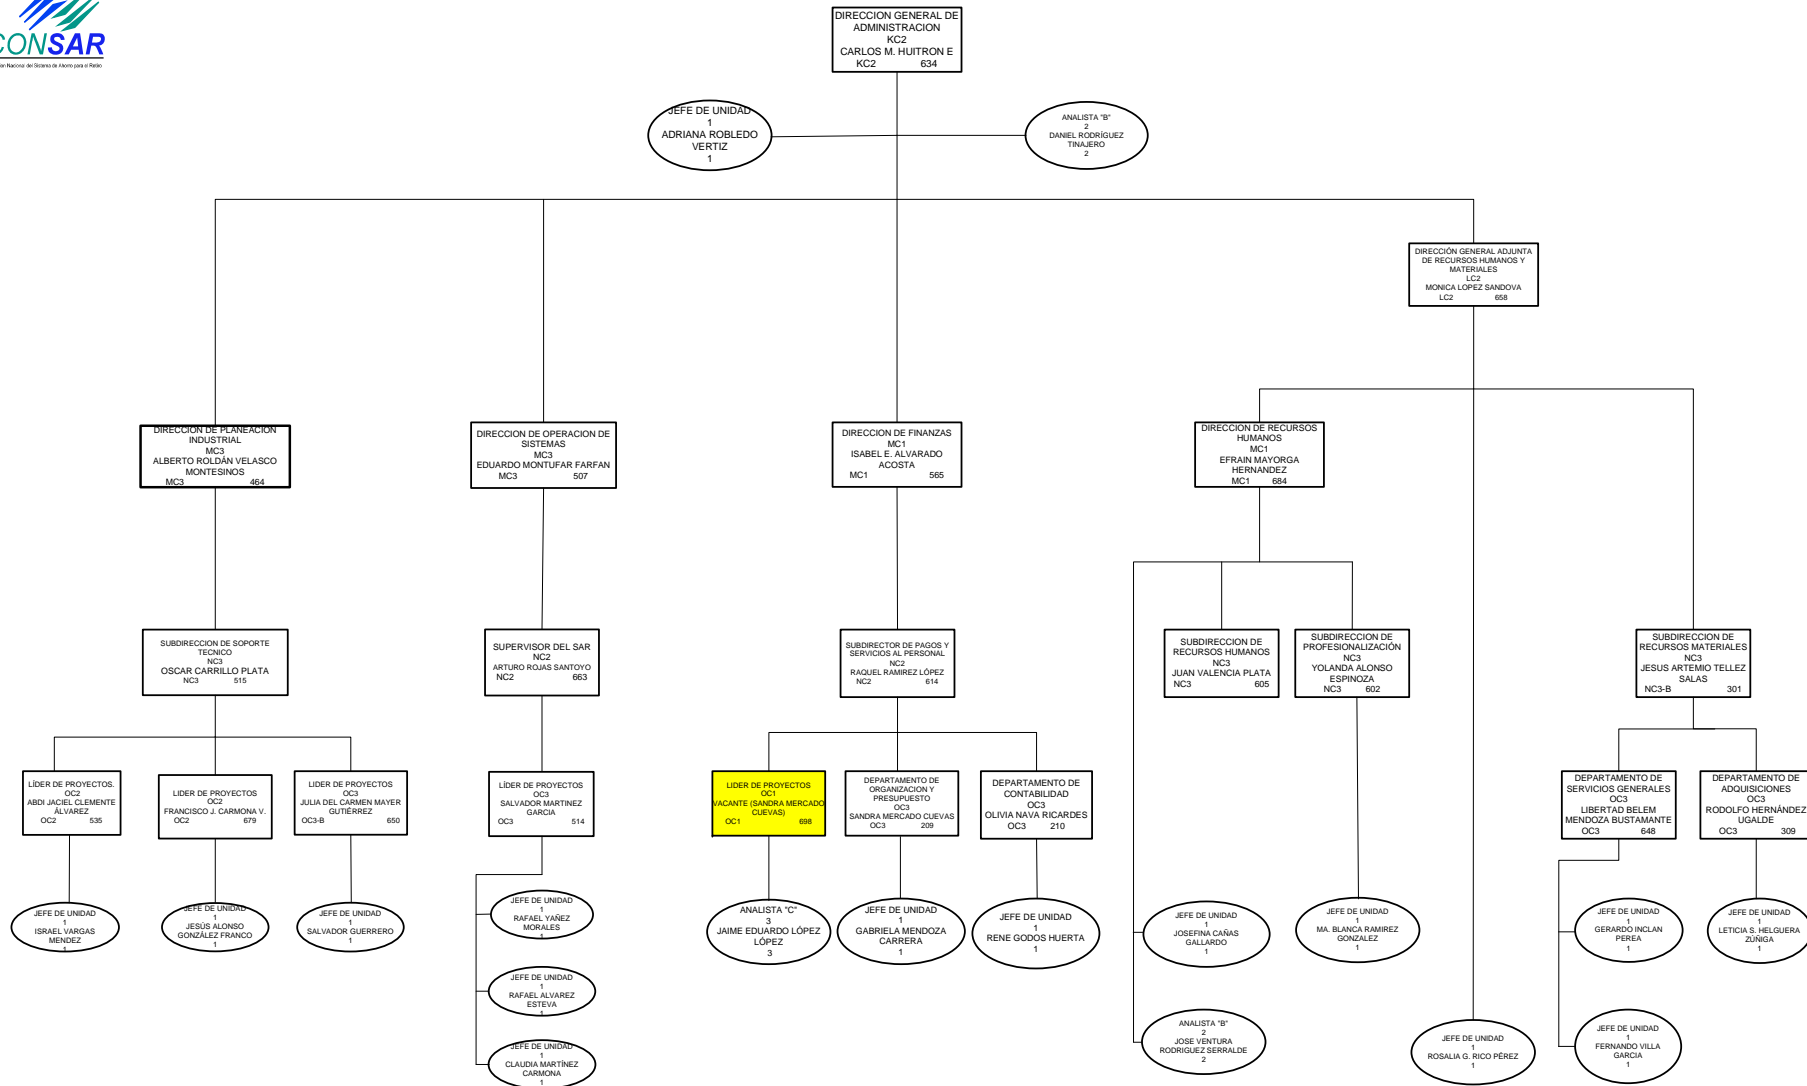 CONSAR
DIRECCION GENERAL DE
ADMINISTRACION
KC2
CARLOS M. HUITRON E
KC2 634
JEFE DE UNIDAD
1
ADRIANA ROBLEDO
VERTIZ
1
ANALISTA "B"
2
DANIEL RODRÍGUEZ
TINAJERO
2
DIRECCIÓN GENERAL ADJUNTA
DE RECURSOS HUMANOS Y
MATERIALES
LC2
MONICA LOPEZ SANDOVA
LC2 658
DIRECCION DE PLANEACION
INDUSTRIAL
MC3
ALBERTO ROLDÁN VELASCO
MONTESINOS
MC3 464
DIRECCION DE OPERACION DE
SISTEMAS
MC3
EDUARDO MONTUFAR FARFAN
MC3 507
DIRECCION DE FINANZAS
MC1
ISABEL E. ALVARADO
ACOSTA
MC1 565
DIRECCION DE RECURSOS
HUMANOS
MC1
EFRAIN MAYORGA
HERNANDEZ
MC1 684
SUBDIRECCION DE SOPORTE
TECNICO
NC3
OSCAR CARRILLO PLATA
NC3 515
SUPERVISOR DEL SAR
NC2
ARTURO ROJAS SANTOYO
NC2 663
SUBDIRECTOR DE PAGOS Y
SERVICIOS AL PERSONAL
NC2
RAQUEL RAMIREZ LÓPEZ
NC2 614
SUBDIRECCION DE
RECURSOS HUMANOS
NC3
JUAN VALENCIA PLATA
NC3 605
SUBDIRECCION DE
PROFESIONALIZACIÓN
NC3
YOLANDA ALONSO
ESPINOZA
NC3 602
SUBDIRECCION DE
RECURSOS MATERIALES
NC3
JESUS ARTEMIO TELLEZ
SALAS
NC3-B 301
LÍDER DE PROYECTOS.
OC2
ABDI JACIEL CLEMENTE
ÁLVAREZ
OC2 535
LIDER DE PROYECTOS
OC2
FRANCISCO J. CARMONA V.
OC2 679
LIDER DE PROYECTOS
OC3
JULIA DEL CARMEN MAYER
GUTIÉRREZ
OC3-B 650
LÍDER DE PROYECTOS
OC3
SALVADOR MARTINEZ
GARCIA
OC3 514
LIDER DE PROYECTOS
OC1
VACANTE (SANDRA MERCADO
CUEVAS)
OC1 698
DEPARTAMENTO DE
ORGANIZACION Y
PRESUPUESTO
OC3
SANDRA MERCADO CUEVAS
OC3 209
DEPARTAMENTO DE
CONTABILIDAD
OC3
OLIVIA NAVA RICARDES
OC3 210
DEPARTAMENTO DE
SERVICIOS GENERALES
OC3
LIBERTAD BELEM
MENDOZA BUSTAMANTE
OC3 648
DEPARTAMENTO DE
ADQUISICIONES
OC3
RODOLFO HERNÁNDEZ
UGALDE
OC3 309
JEFE DE UNIDAD
1
ISRAEL VARGAS
MENDEZ
1
JEFE DE UNIDAD
1
JESÚS ALONSO
GONZÁLEZ FRANCO
1
JEFE DE UNIDAD
1
SALVADOR GUERRERO
1
JEFE DE UNIDAD
1
RAFAEL YAÑEZ
MORALES
1
JEFE DE UNIDAD
1
RAFAEL ALVAREZ
ESTEVA
1
JEFE DE UNIDAD
1
CLAUDIA MARTÍNEZ
CARMONA
1
ANALISTA "C"
3
JAIME EDUARDO LÓPEZ
LÓPEZ
3
JEFE DE UNIDAD
1
GABRIELA MENDOZA
CARRERA
1
JEFE DE UNIDAD
1
RENE GODOS HUERTA
1
JEFE DE UNIDAD
1
JOSEFINA CAÑAS
GALLARDO
1
ANALISTA "B"
2
JOSE VENTURA
RODRIGUEZ SERRALDE
2
JEFE DE UNIDAD
1
MA. BLANCA RAMIREZ
GONZALEZ
1
JEFE DE UNIDAD
1
ROSALIA G. RICO PÉREZ
1
JEFE DE UNIDAD
1
GERARDO INCLAN
PEREA
1
JEFE DE UNIDAD
1
FERNANDO VILLA
GARCIA
1
JEFE DE UNIDAD
1
LETICIA S. HELGUERA
ZÚÑIGA
1